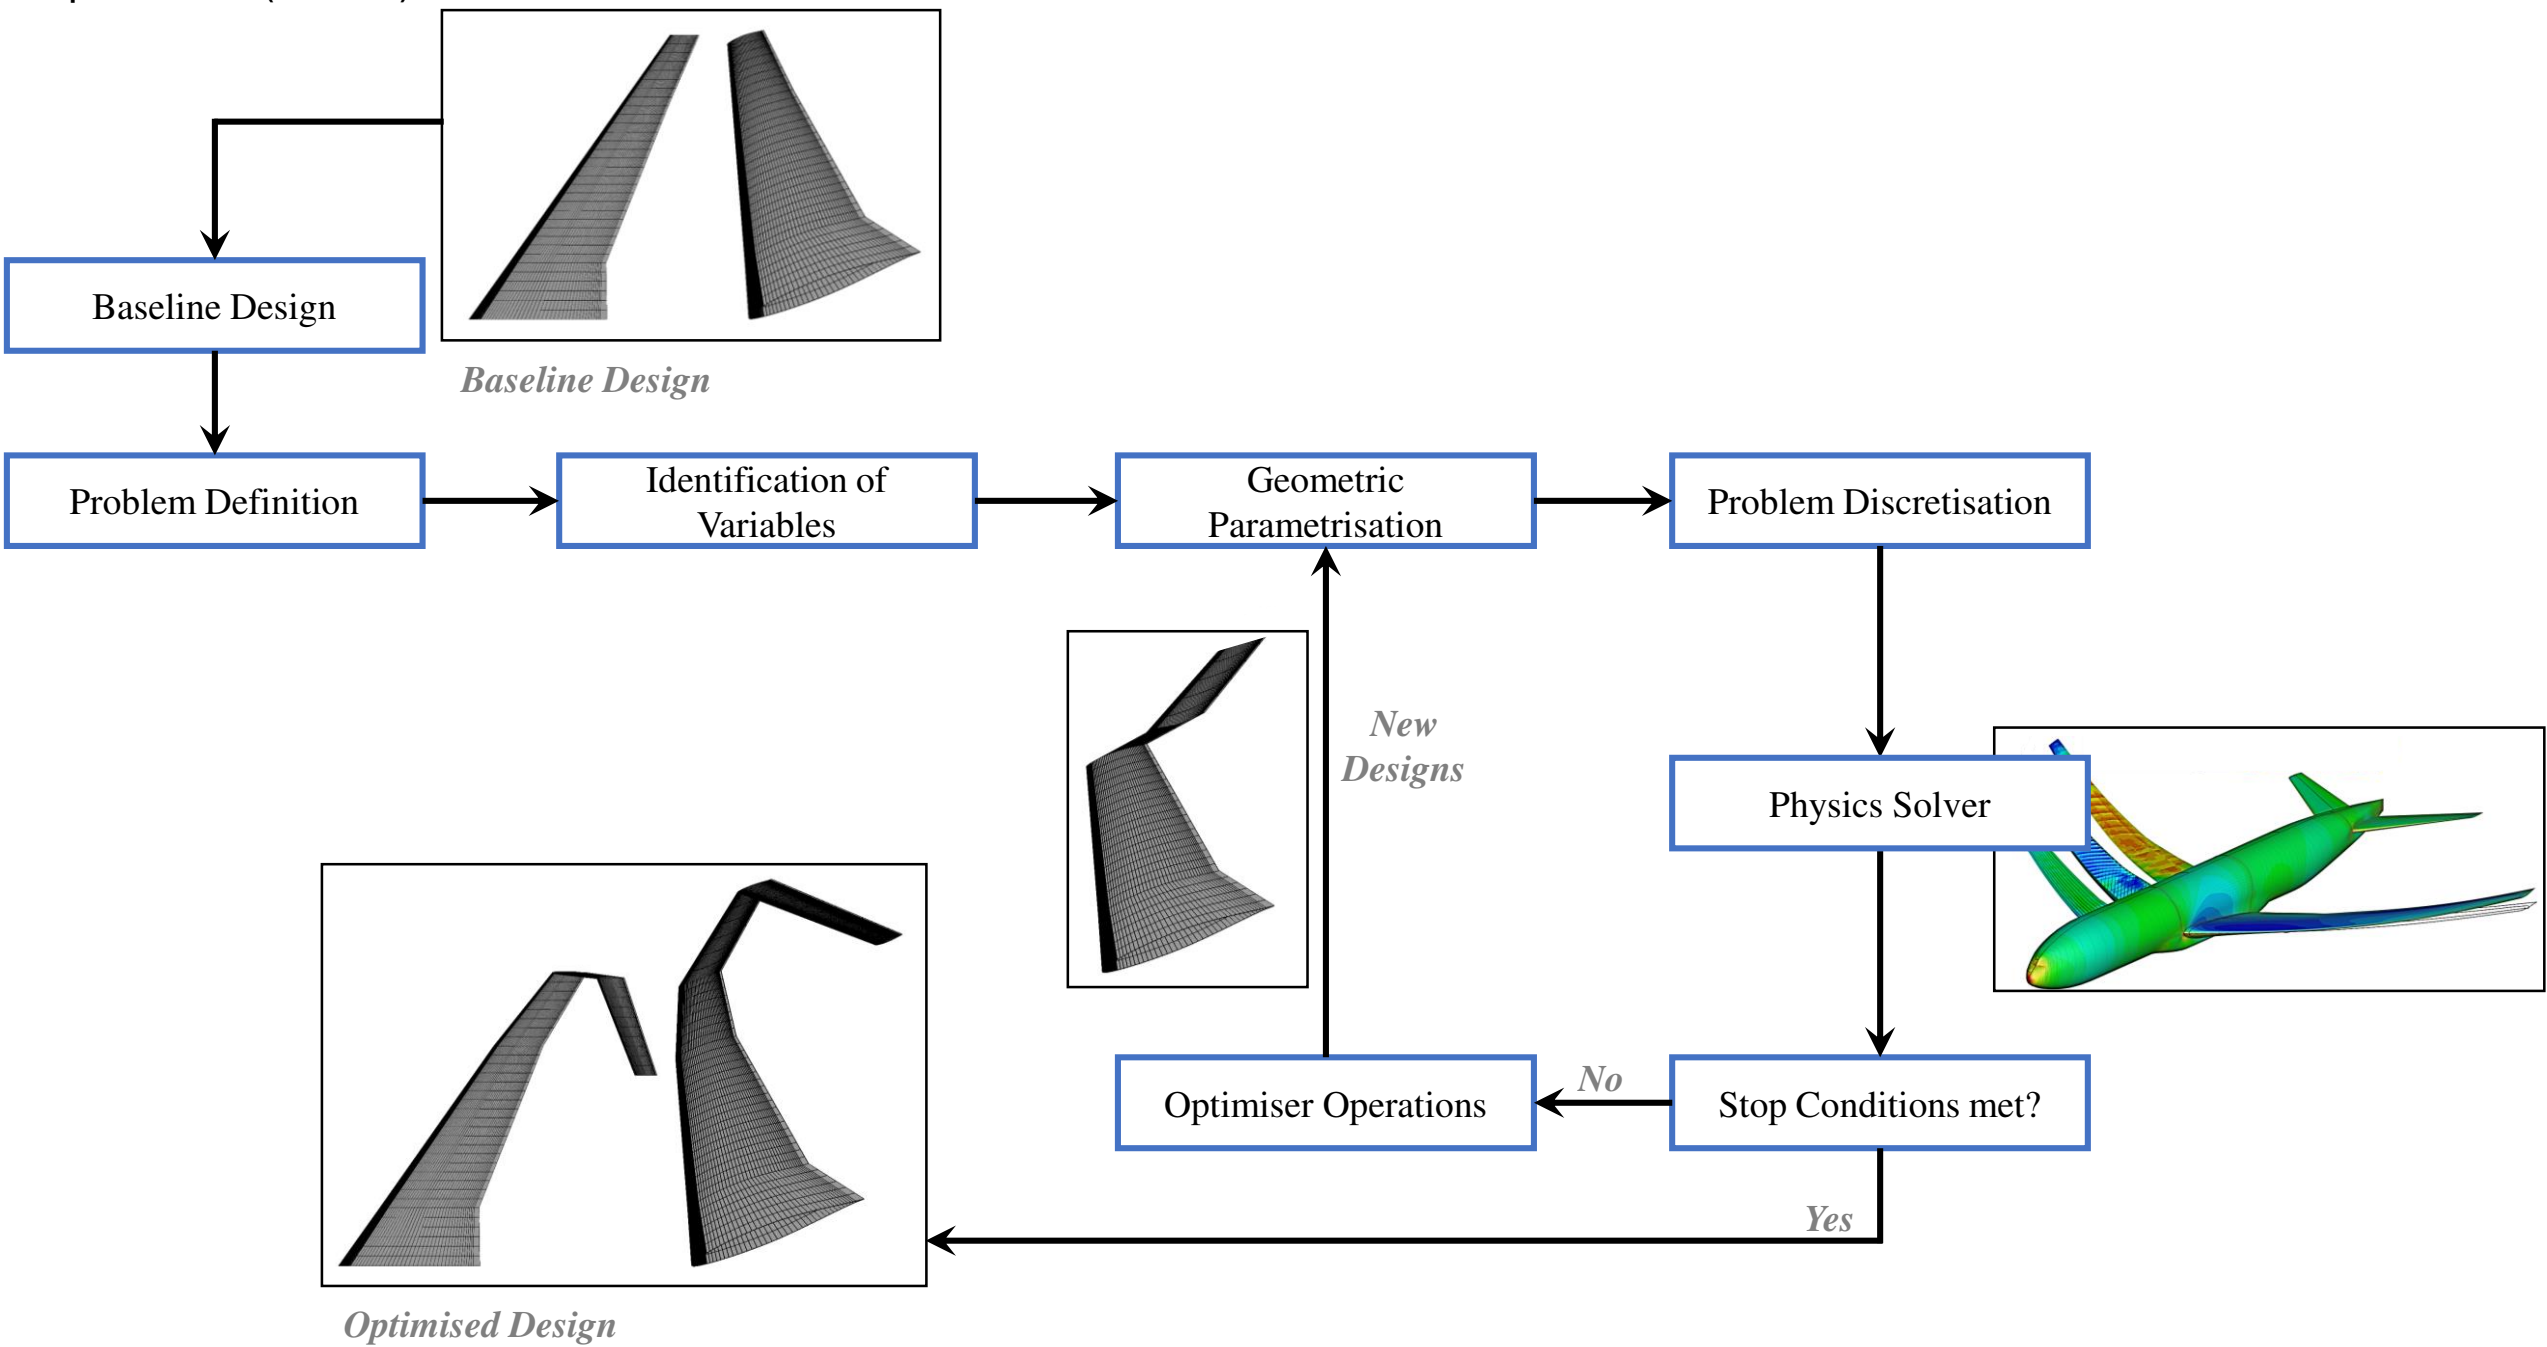 Baseline Design
Baseline Design
Problem Definition
Identification of
Variables
Geometric
Parametrisation
Problem Discretisation
New
Designs
Physics Solver
Optimiser Operations
No
Stop Conditions met?
Yes
Optimised Design